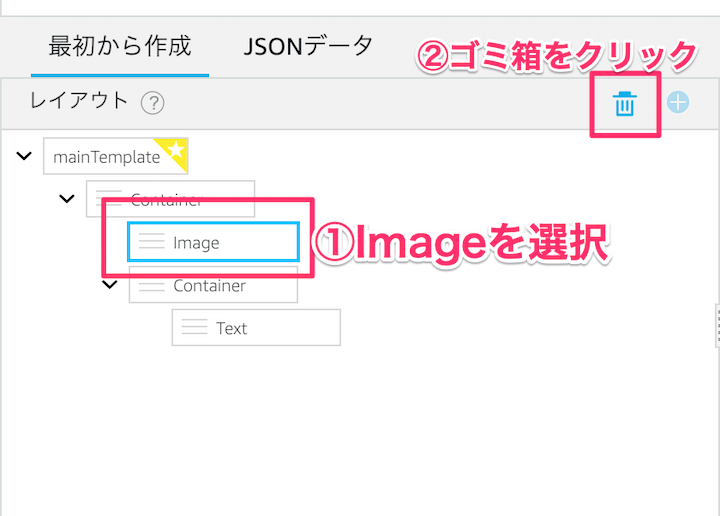 最初から作成 JSONデータ
②ゴミ箱をクリック
レイアウト ?
mainTemplate
Container
Image
①Imageを選択
Container
Text